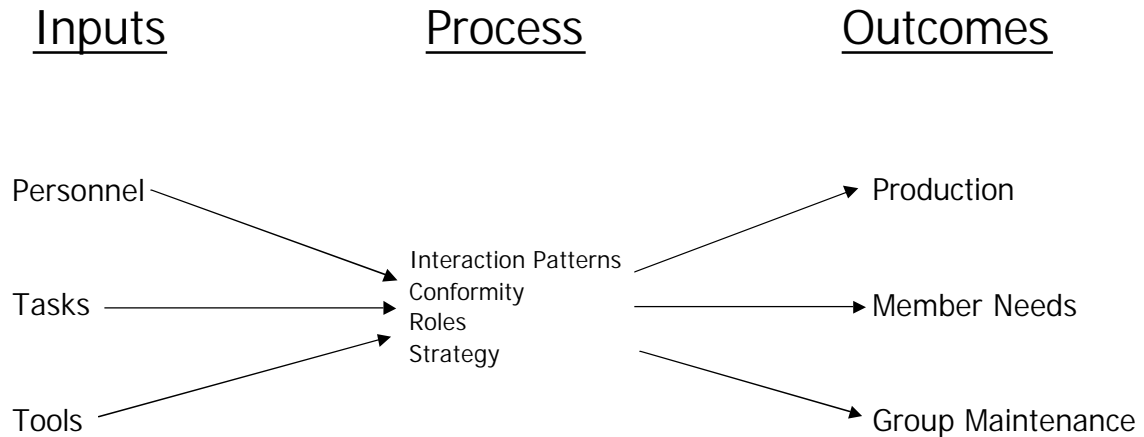 Inputs
Process
Outcomes
Personnel
Production
Interaction Patterns
Conformity
Tasks
Member Needs
Roles
Strategy
Tools
Group Maintenance